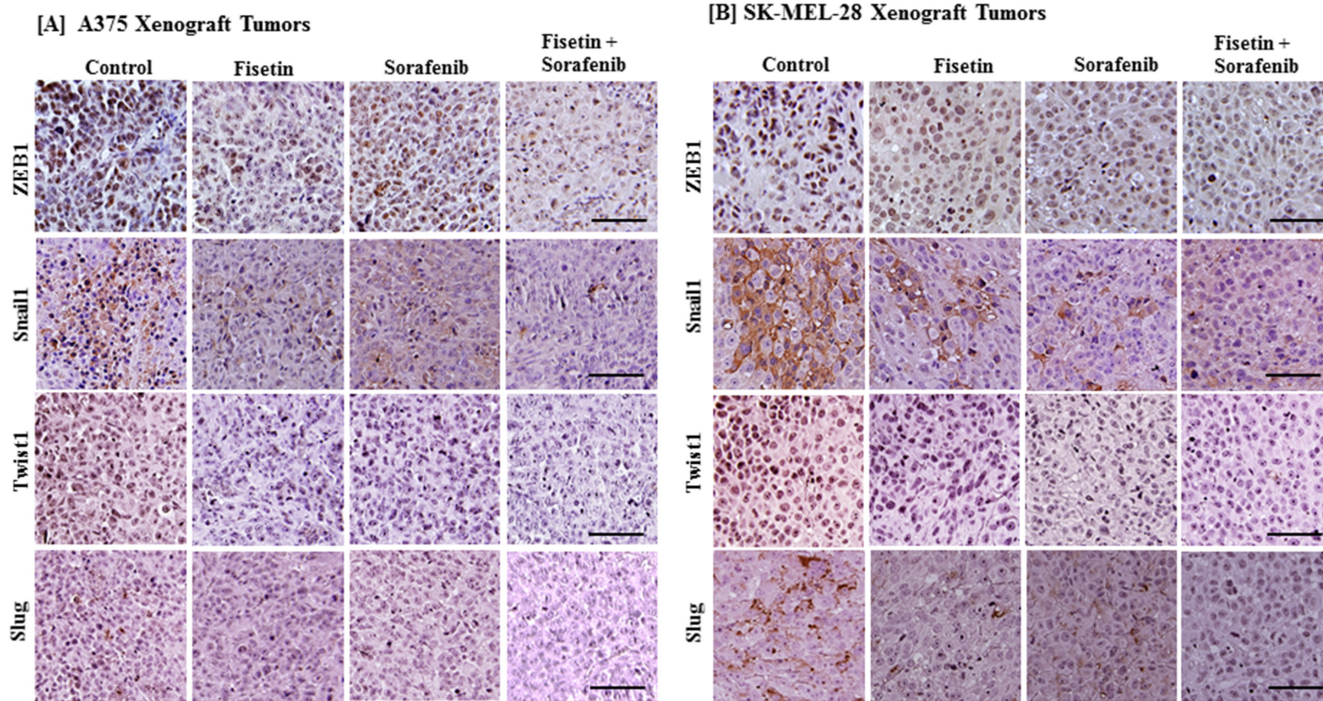 [A] A375 Xenograft Tumors
Control Fisetin Sorafenib Fisetin +
Sorafenib
ZEB1
Snail1
Twist1
Slug
[B] SK-MEL-28 Xenograft Tumors
Control Fisetin Sorafenib Fisetin +
Sorafenib
ZEB1
Snail1
Twist1
Slug